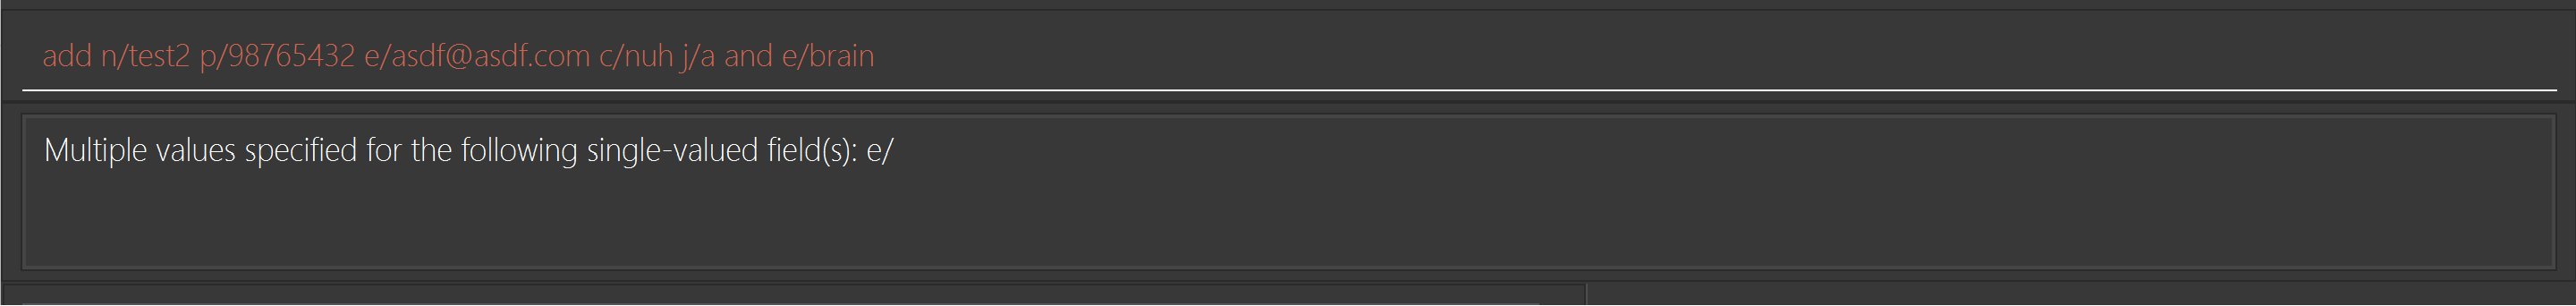 add n/test2 p/98765432 e/asdf@asdf.com c/nuh j/a and e/brain
Multiple values specified for the following single-valued field(s): e/